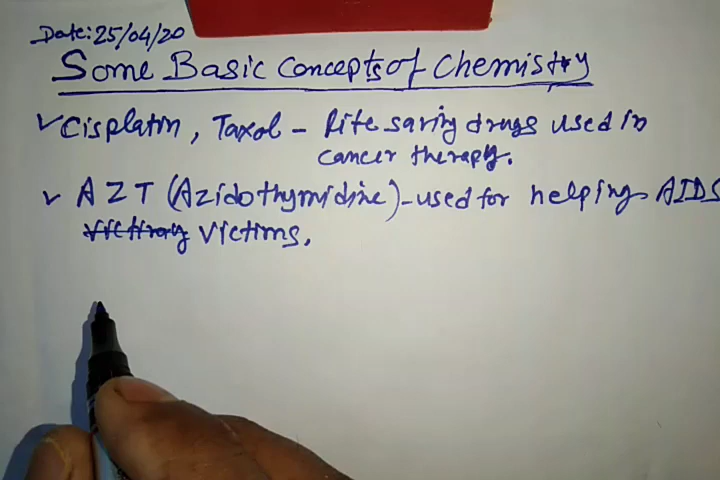 Date: 25/04/20
Some Basic Concepts of Chemistry
✓ Cisplatin, Taxol - life saving drugs used in
cancer therapy.
✓ AZT (Azidothymidine) - used for helping AIDS
victims.